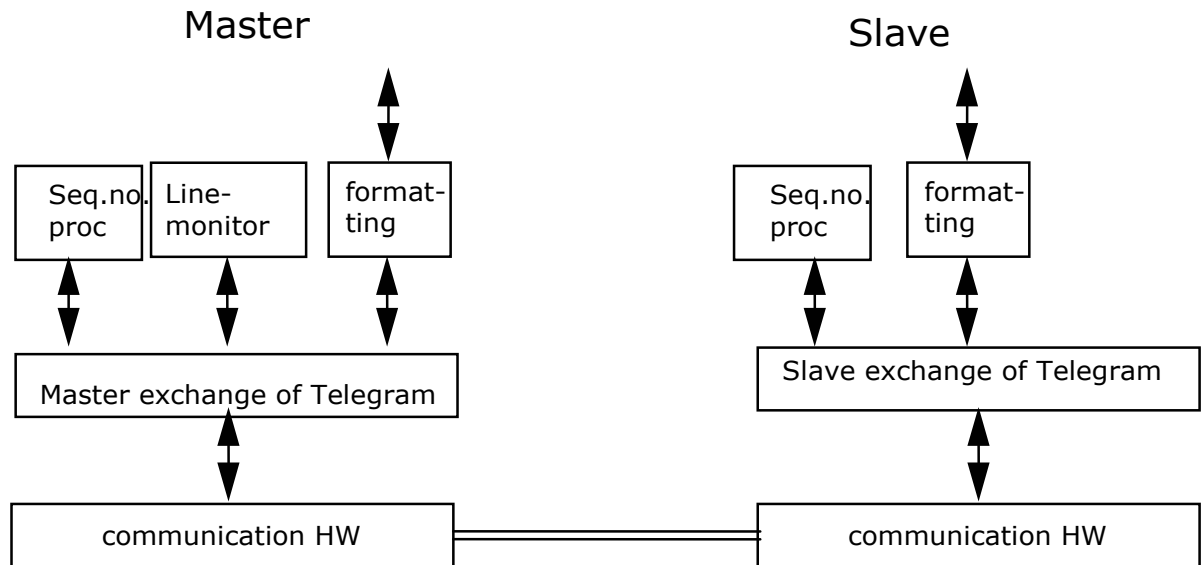 Master
Slave
Seq.no.
proc
Line-
monitor
format-
ting
Seq.no.
proc
format-
ting
Master exchange of Telegram
Slave exchange of Telegram
communication HW
communication HW